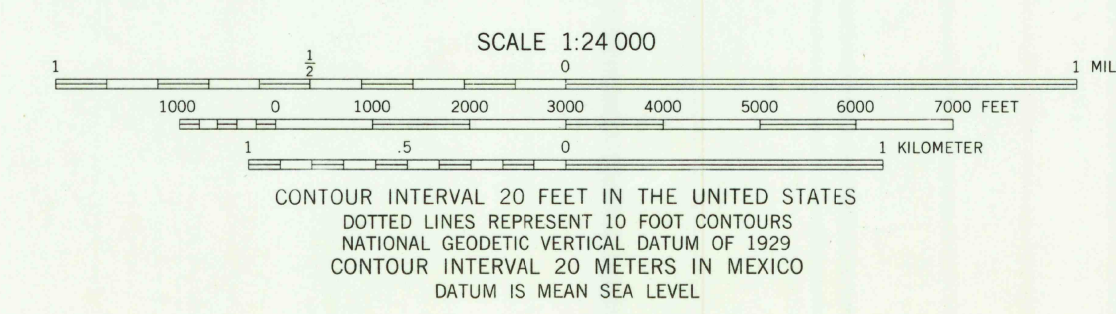 SCALE 1:24 000
1 1/2 0 1 MIL
1000 0 1000 2000 3000 4000 5000 6000 7000 FEET
1 .5 0 1 KILOMETER
CONTOUR INTERVAL 20 FEET IN THE UNITED STATES
DOTTED LINES REPRESENT 10 FOOT CONTOURS
NATIONAL GEODETIC VERTICAL DATUM OF 1929
CONTOUR INTERVAL 20 METERS IN MEXICO
DATUM IS MEAN SEA LEVEL